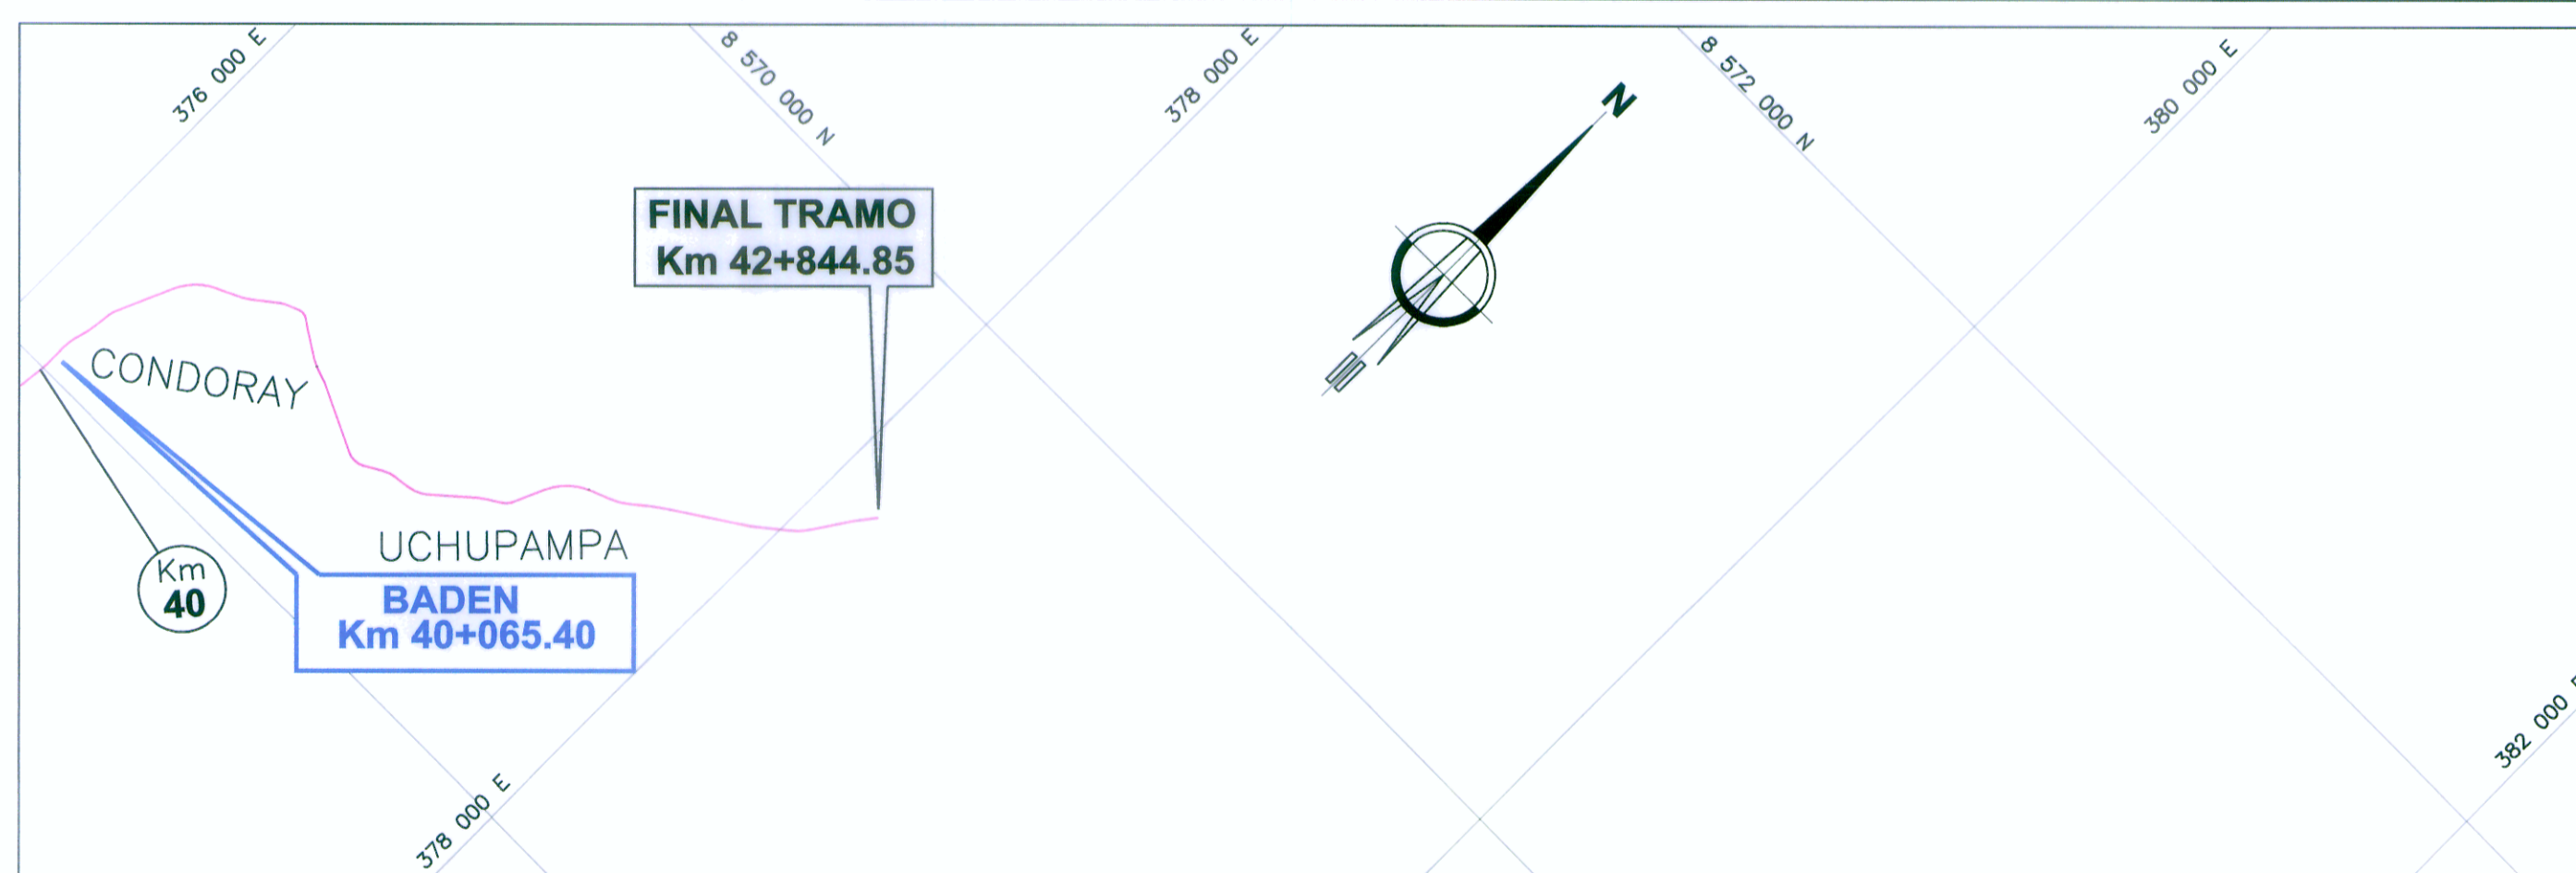 376 000 E
8 570 000 N
378 000 E
8 572 000 N
380 000 E
N
FINAL TRAMO
Km 42+844.85
CONDORAY
UCHUPAMPA
Km
40
BADEN
Km 40+065.40
378 000 E
382 000